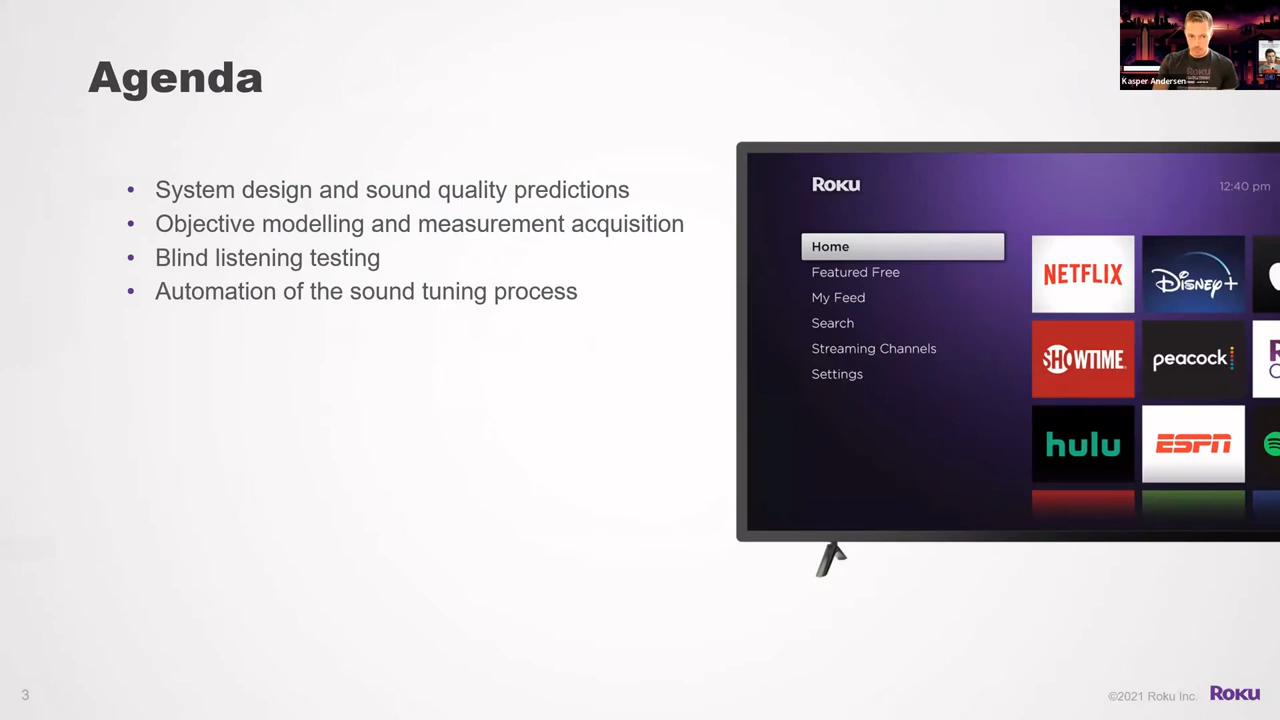 Agenda
Kasper Andersen
ROKU
• System design and sound quality predictions
• Objective modelling and measurement acquisition
• Blind listening testing
• Automation of the sound tuning process
ROKU
12:40 pm
Home
Featured Free
My Feed
Search
Streaming Channels
Settings
NETFLIX
Disney+
SHOWTIME
peacock
R
hulu
ESPN
3
©2021 Roku Inc.
ROKU